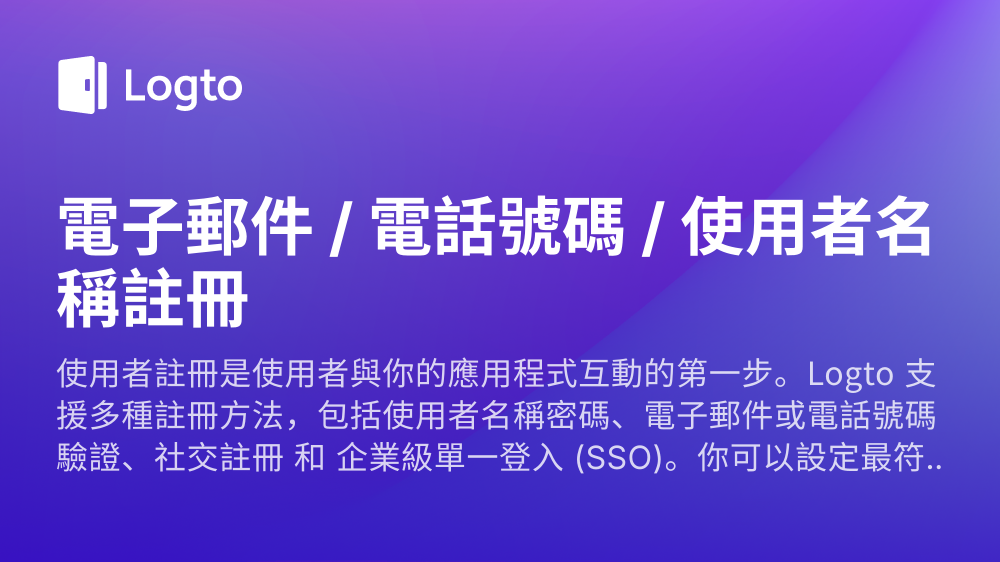 Logto
電子郵件 / 電話號碼 / 使用者名
稱註冊
使用者註冊是使用者與你的應用程式互動的第一步。Logto 支
援多種註冊方法，包括使用者名稱密碼、電子郵件或電話號碼
驗證、社交註冊 和 企業級單一登入 (SSO)。你可以設定最符..